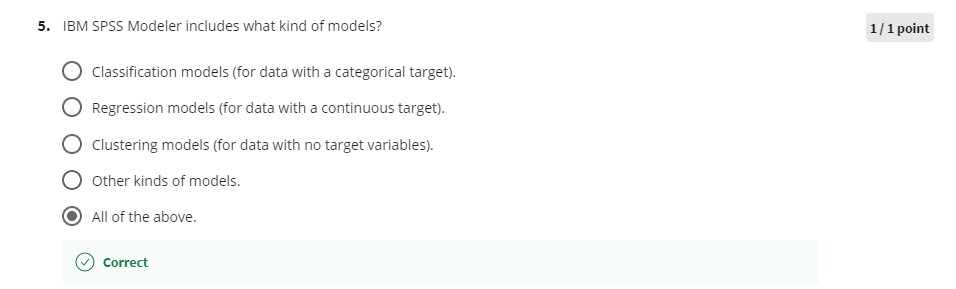 5. IBM SPSS Modeler includes what kind of models?
1 / 1 point
Classification models (for data with a categorical target).
Regression models (for data with a continuous target).
Clustering models (for data with no target variables).
Other kinds of models.
All of the above.
Correct